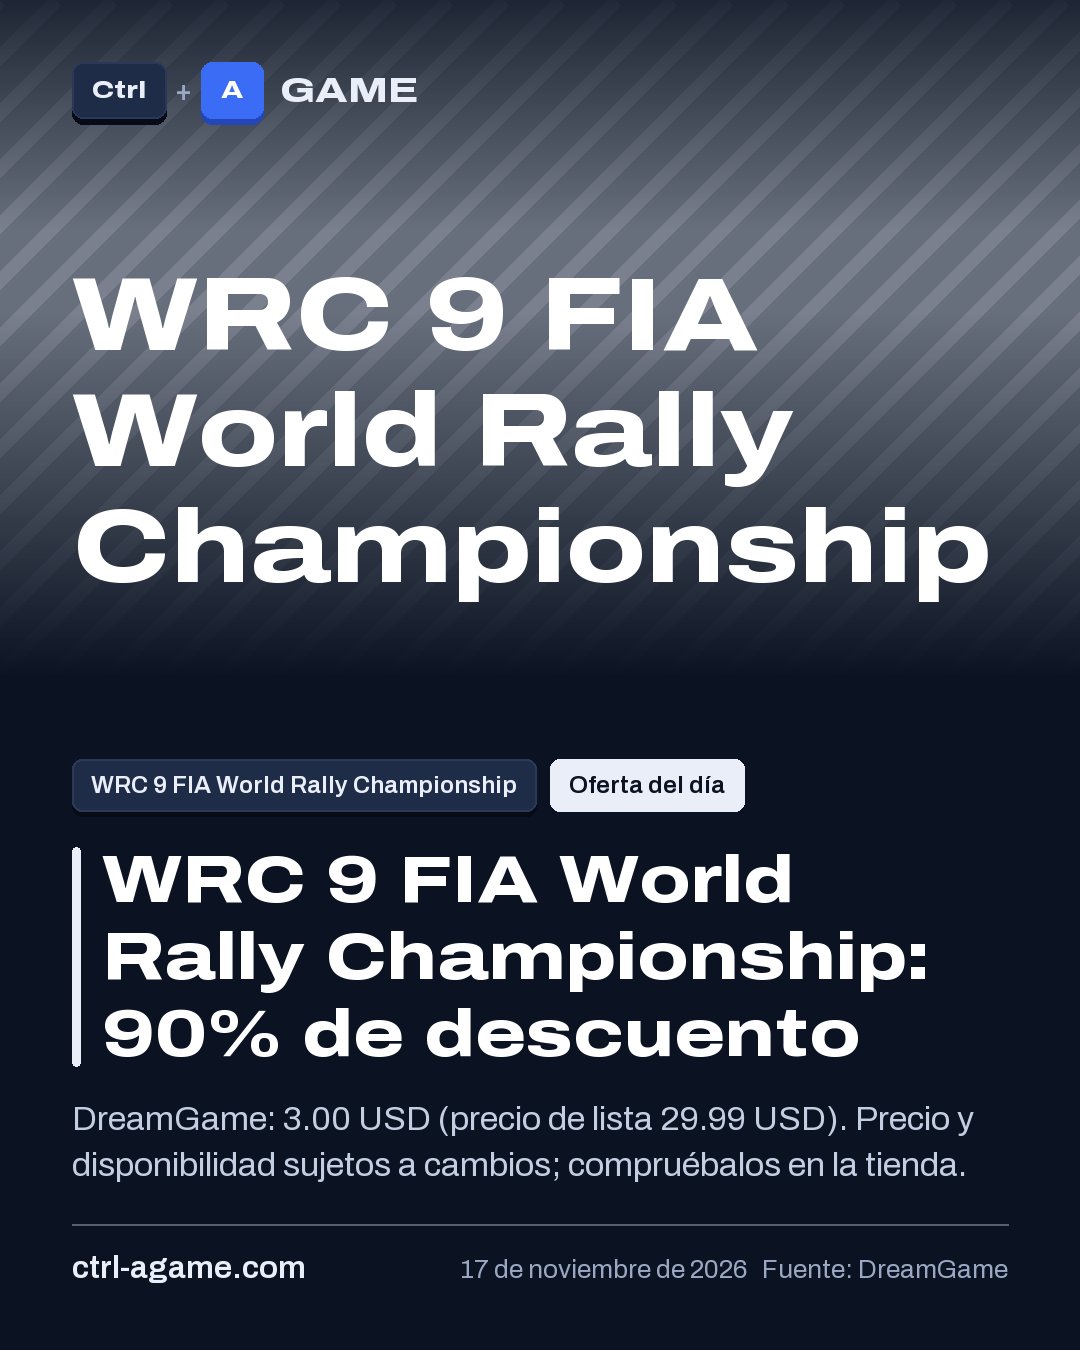 Ctrl + A GAME
WRC 9 FIA
World Rally
Championship
WRC 9 FIA World Rally Championship
Oferta del día
WRC 9 FIA World
Rally Championship:
90% de descuento
DreamGame: 3.00 USD (precio de lista 29.99 USD). Precio y
disponibilidad sujetos a cambios; compruébalos en la tienda.
ctrl-agame.com
17 de noviembre de 2026 Fuente: DreamGame